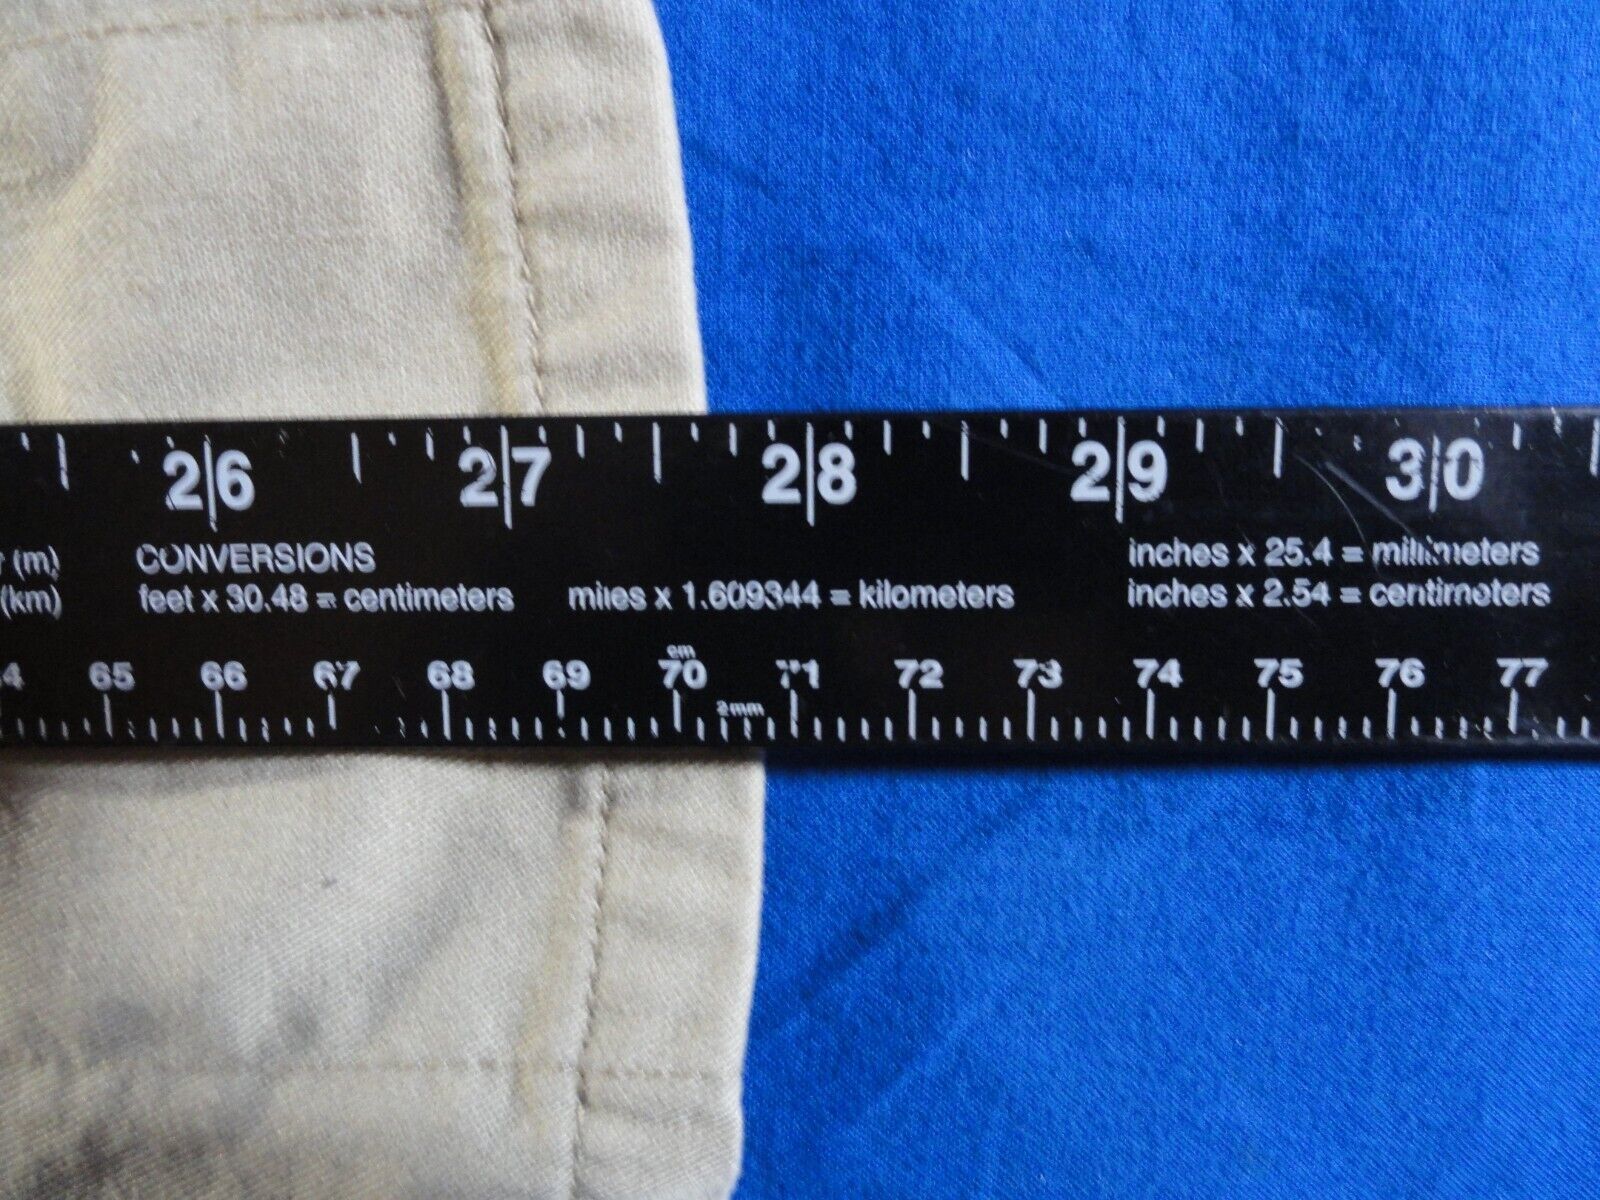 26 27 28 29 30
r (m) CONVERSIONS inches x 25.4 = millimeters
(km) feet x 30.48 = centimeters miles x 1.609344 = kilometers inches x 2.54 = centimeters
cm
4 65 66 67 68 69 70 71 72 73 74 75 76 77
2mm